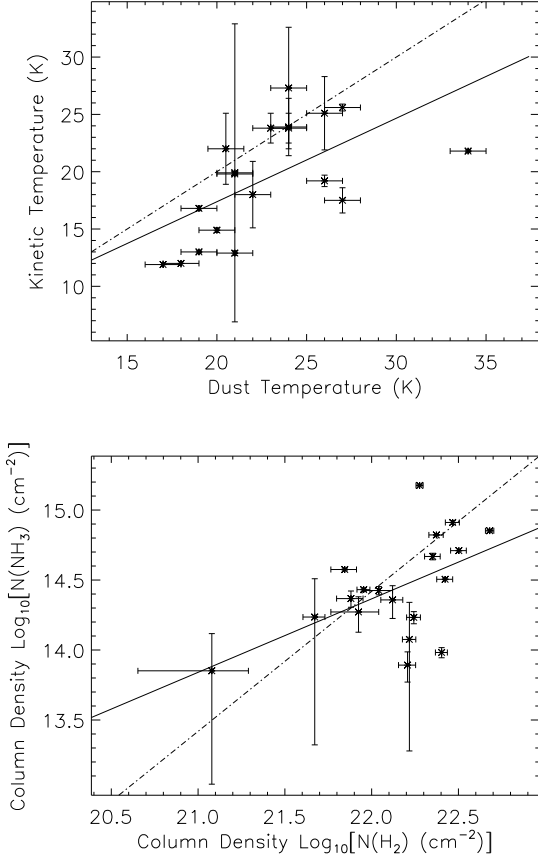 Kinetic Temperature (K)
30
25
20
15
10
15 20 25 30 35
Dust Temperature (K)
Column Density Log₁₀[N(NH₃) (cm⁻²)]
15.0
14.5
14.0
13.5
20.5 21.0 21.5 22.0 22.5
Column Density Log₁₀[N(H₂) (cm⁻²)]